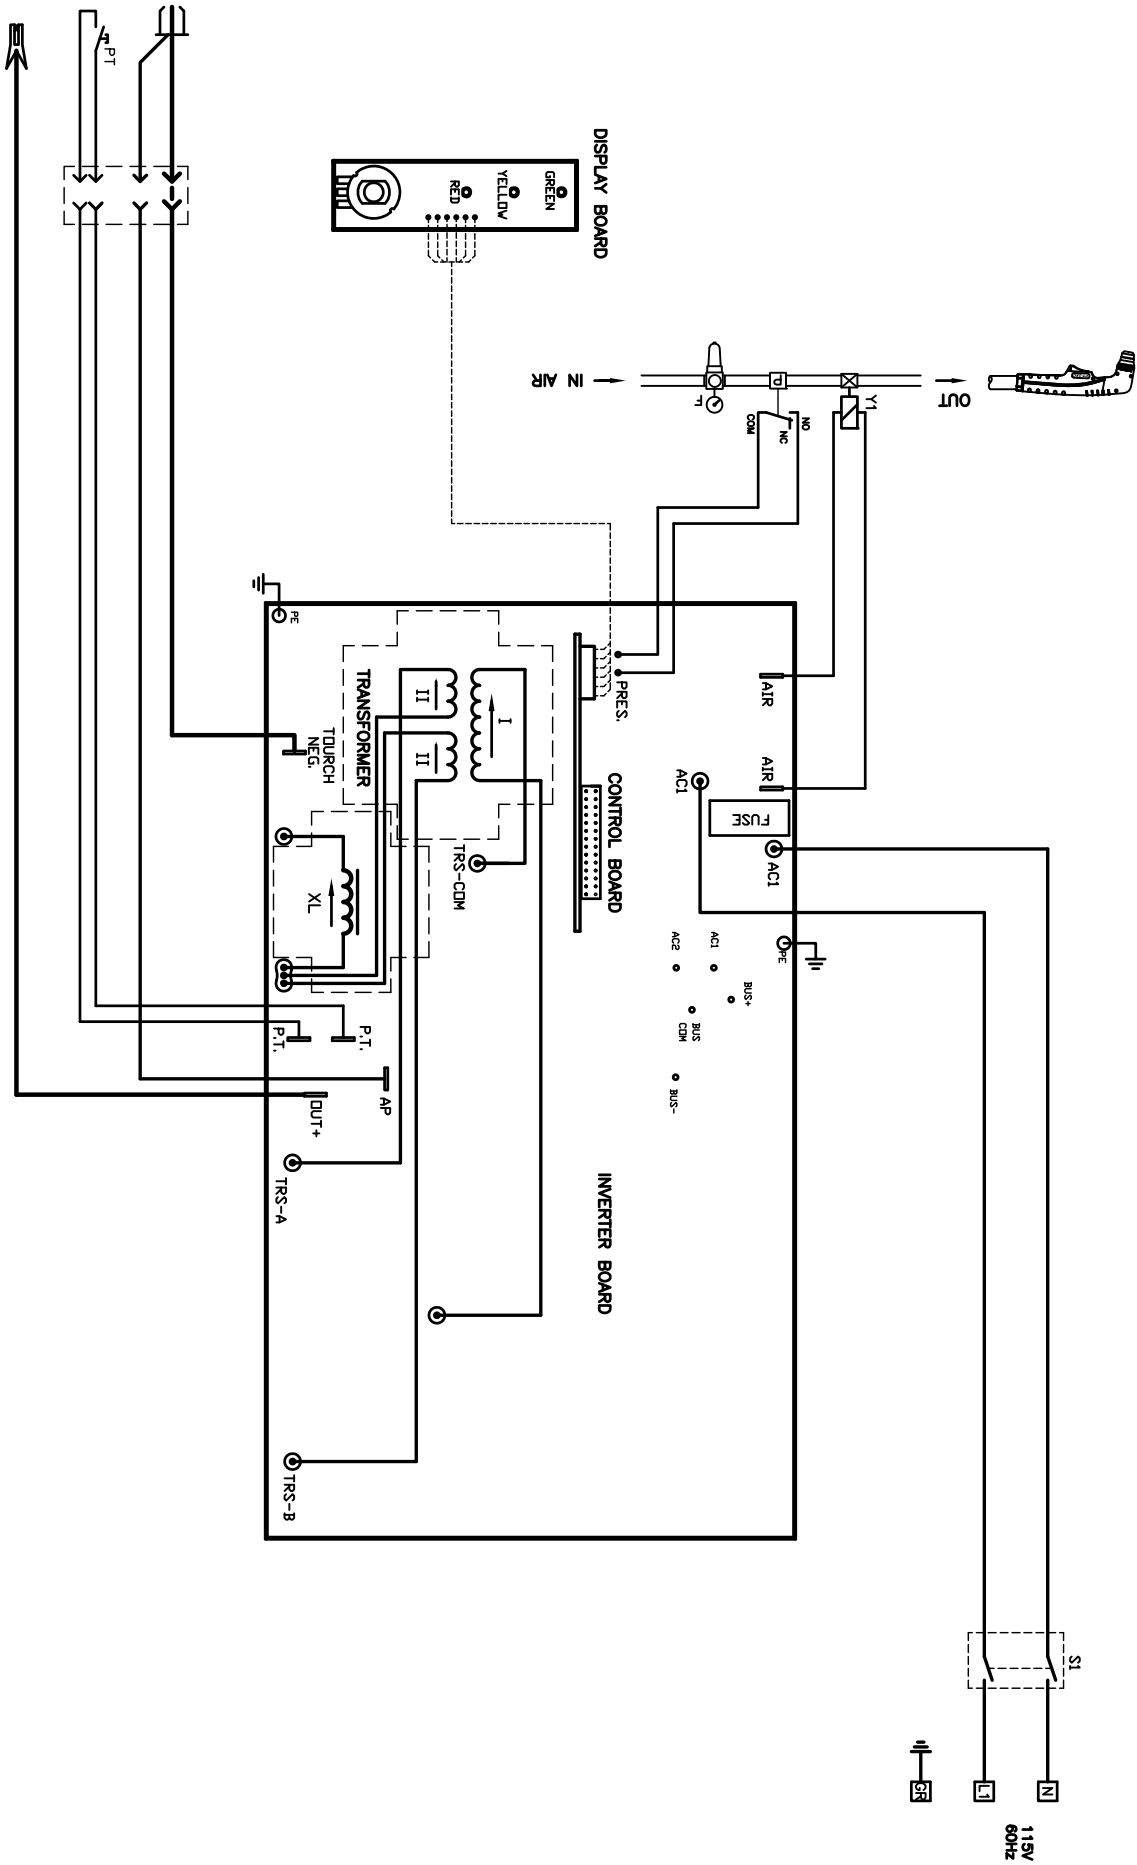 PT
DISPLAY BOARD
GREEN
YELLOW
RED
IN AIR
OUT
F
P
Y1
COM
NC
NO
PE
TRANSFORMER
I
II
II
TOURCH
NEG.
PRES.
AIR
AIR
AC1
FUSE
AC1
CONTROL BOARD
TRS-COM
XL
PE
AC2
AC1
BUS+
BUS
COM
BUS-
P.T.
P.T.
AP
OUT+
TRS-A
INVERTER BOARD
TRS-B
S1
N
L1
GR
115V
60Hz